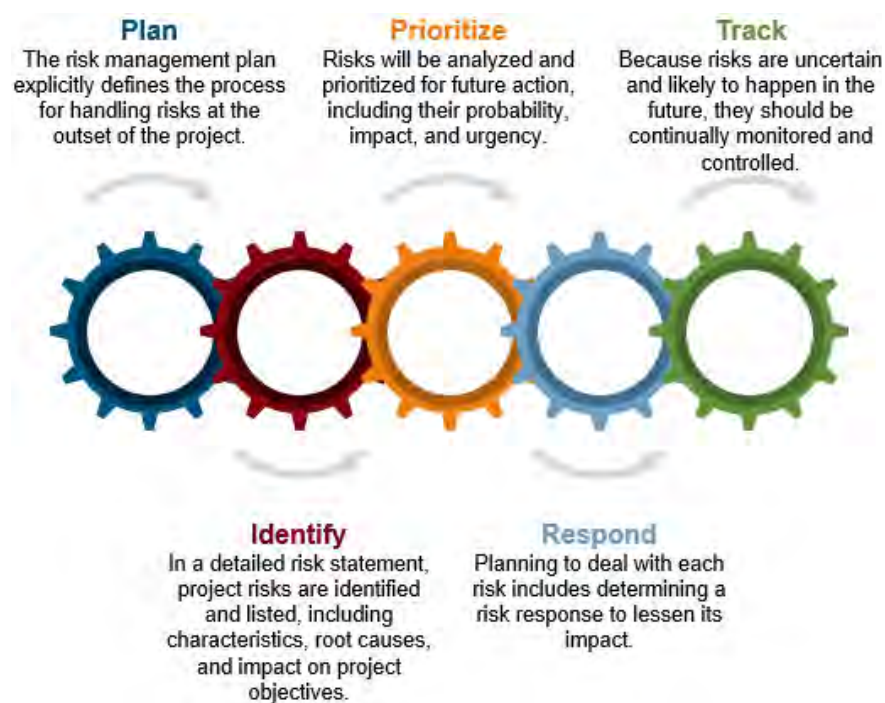 Plan
The risk management plan
explicitly defines the process
for handling risks at the
outset of the project.
Prioritize
Risks will be analyzed and
prioritized for future action,
including their probability,
impact, and urgency.
Track
Because risks are uncertain
and likely to happen in the
future, they should be
continually monitored and
controlled.
Identify
In a detailed risk statement,
project risks are identified
and listed, including
characteristics, root causes,
and impact on project
objectives.
Respond
Planning to deal with each
risk includes determining a
risk response to lessen its
impact.